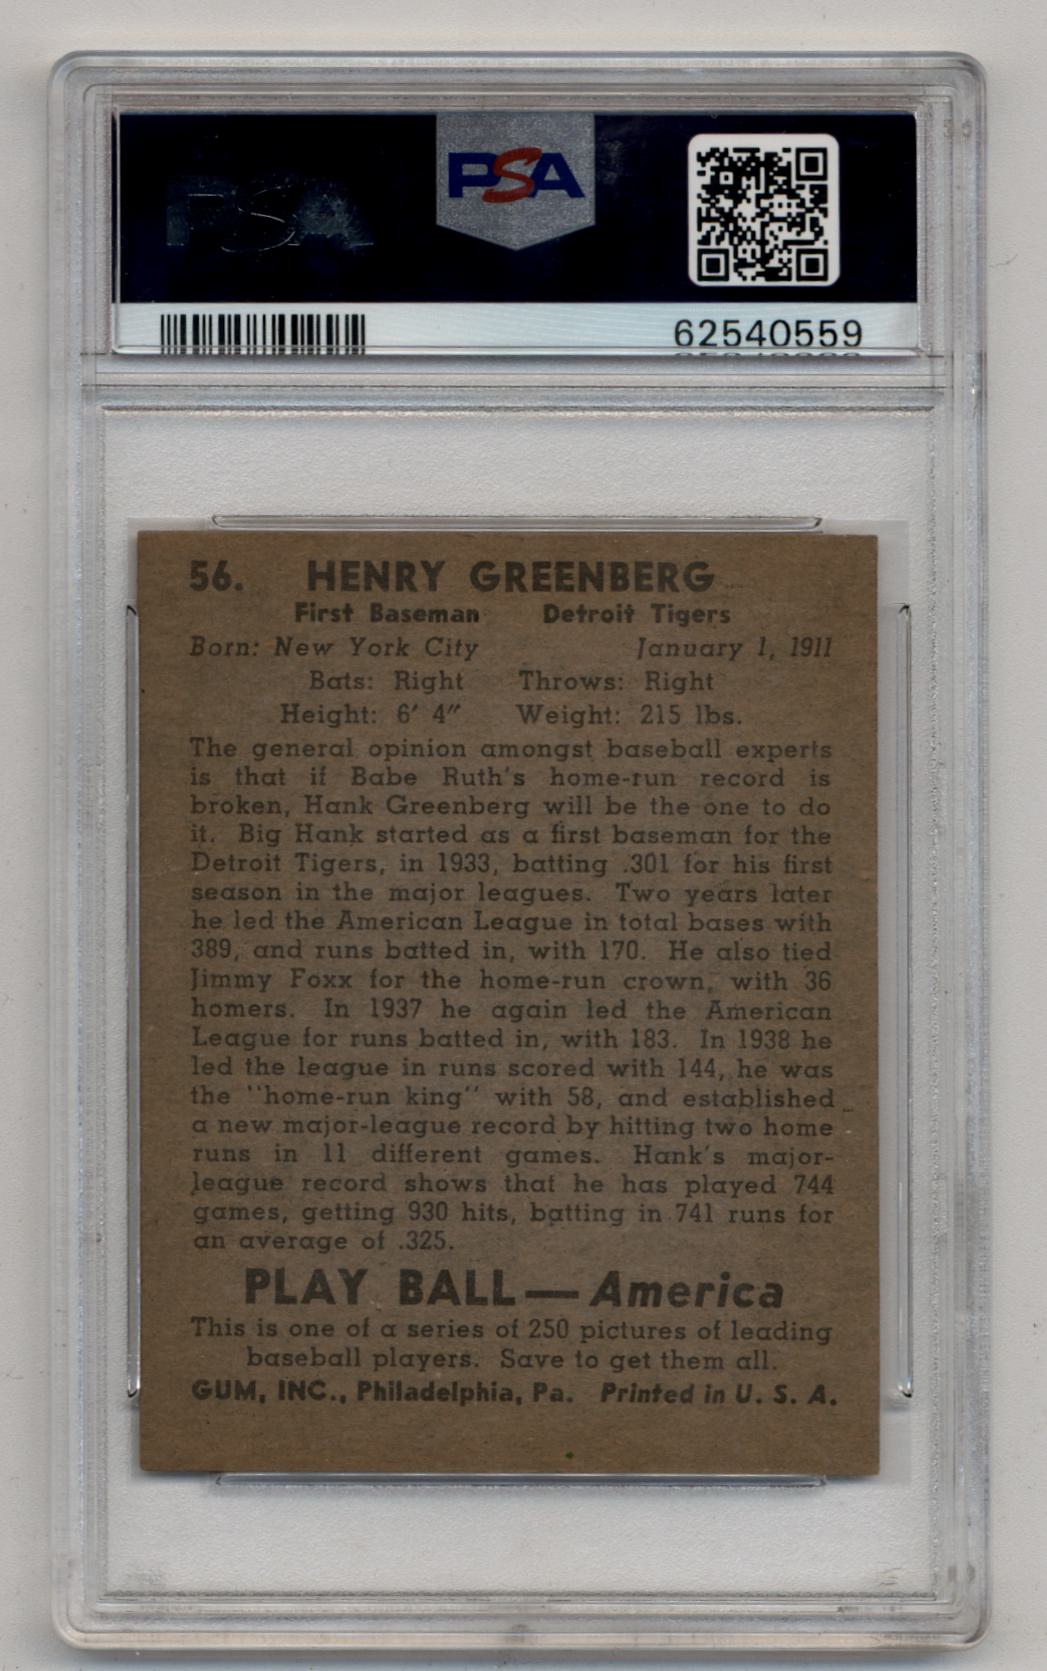 PSA
PSA
62540559
56. HENRY GREENBERG
First Baseman Detroit Tigers
Born: New York City January 1, 1911
Bats: Right Throws: Right
Height: 6′ 4″ Weight: 215 lbs.
The general opinion amongst baseball experts
is that if Babe Ruth's home-run record is
broken, Hank Greenberg will be the one to do
it. Big Hank started as a first baseman for the
Detroit Tigers, in 1933, batting .301 for his first
season in the major leagues. Two years later
he led the American League in total bases with
389, and runs batted in, with 170. He also tied
Jimmy Foxx for the home-run crown, with 36
homers. In 1937 he again led the American
League for runs batted in, with 183. In 1938 he
led the league in runs scored with 144, he was
the "home-run king" with 58, and established
a new major-league record by hitting two home
runs in 11 different games. Hank's major-
league record shows that he has played 744
games, getting 930 hits, batting in 741 runs for
an average of .325.
PLAY BALL—America
This is one of a series of 250 pictures of leading
baseball players. Save to get them all.
GUM, INC., Philadelphia, Pa. Printed in U. S. A.